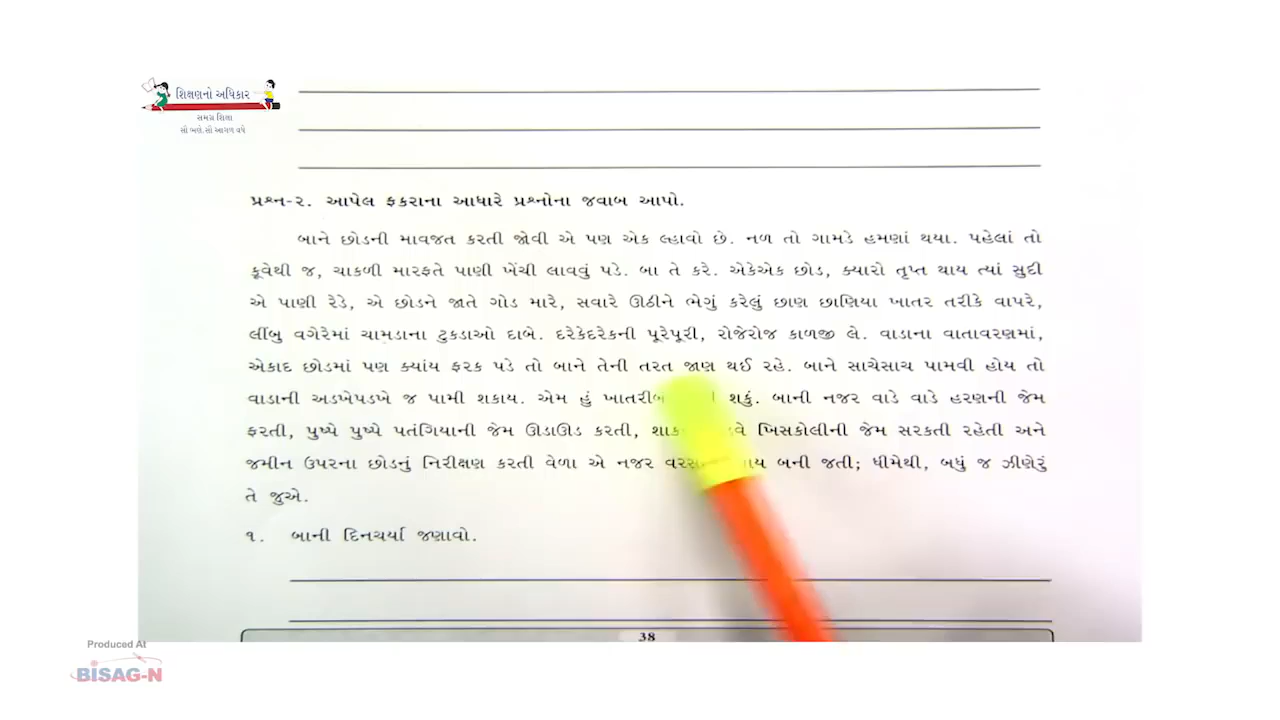 શિક્ષણનો અધિકાર
સમગ્ર શિક્ષા
સૌ ભણે.સૌ આગળ વધે
પ્રશ્ન-૨. આપેલ ફકરાના આધારે પ્રશ્નોના જવાબ આપો.
બાને છોડની માવજત કરતી જોવી એ પણ એક લ્હાવો છે. નળ તો ગામડે હમણાં થયા. પહેલાં તો
કૂવેથી જ, ચાકળી મારફતે પાણી ખેંચી લાવવું પડે. બા તે કરે. એકેએક છોડ, ક્યારો તૃપ્ત થાય ત્યાં સુદી
એ પાણી રેડે, એ છોડને જાતે ગોડ મારે, સવારે ઊઠીને ભેગું કરેલું છાણ છાણિયા ખાતર તરીકે વાપરે,
લીંબુ વગેરેમાં ચામડાના ટુકડાઓ દાબે. દરેકેદરેકની પૂરેપૂરી, રોજેરોજ કાળજી લે. વાડાના વાતાવરણમાં,
એકાદ છોડમાં પણ ક્યાંય ફરક પડે તો બાને તેની તરત જાણ થઈ રહે. બાને સાચેસાચ પામવી હોય તો
વાડાની અડખેપડખે જ પામી શકાય. એમ હું શકું. બાની નજર વાડે વાડે હરણની જેમ
ફરતી, પુષ્પે પુષ્પે પતંગિયાની જેમ ઊડાઊડ કરતી, ખિસકોલીની જેમ સરકતી રહેતી અને
જમીન ઉપરના છોડનું નિરીક્ષણ કરતી વેળા એ નજર બની જતી; ધીમેથી, બધું જ ઝીણેરું
તે જુએ.
૧. બાની દિનચર્યા જણાવો.
38
Produced At
BISAG-N